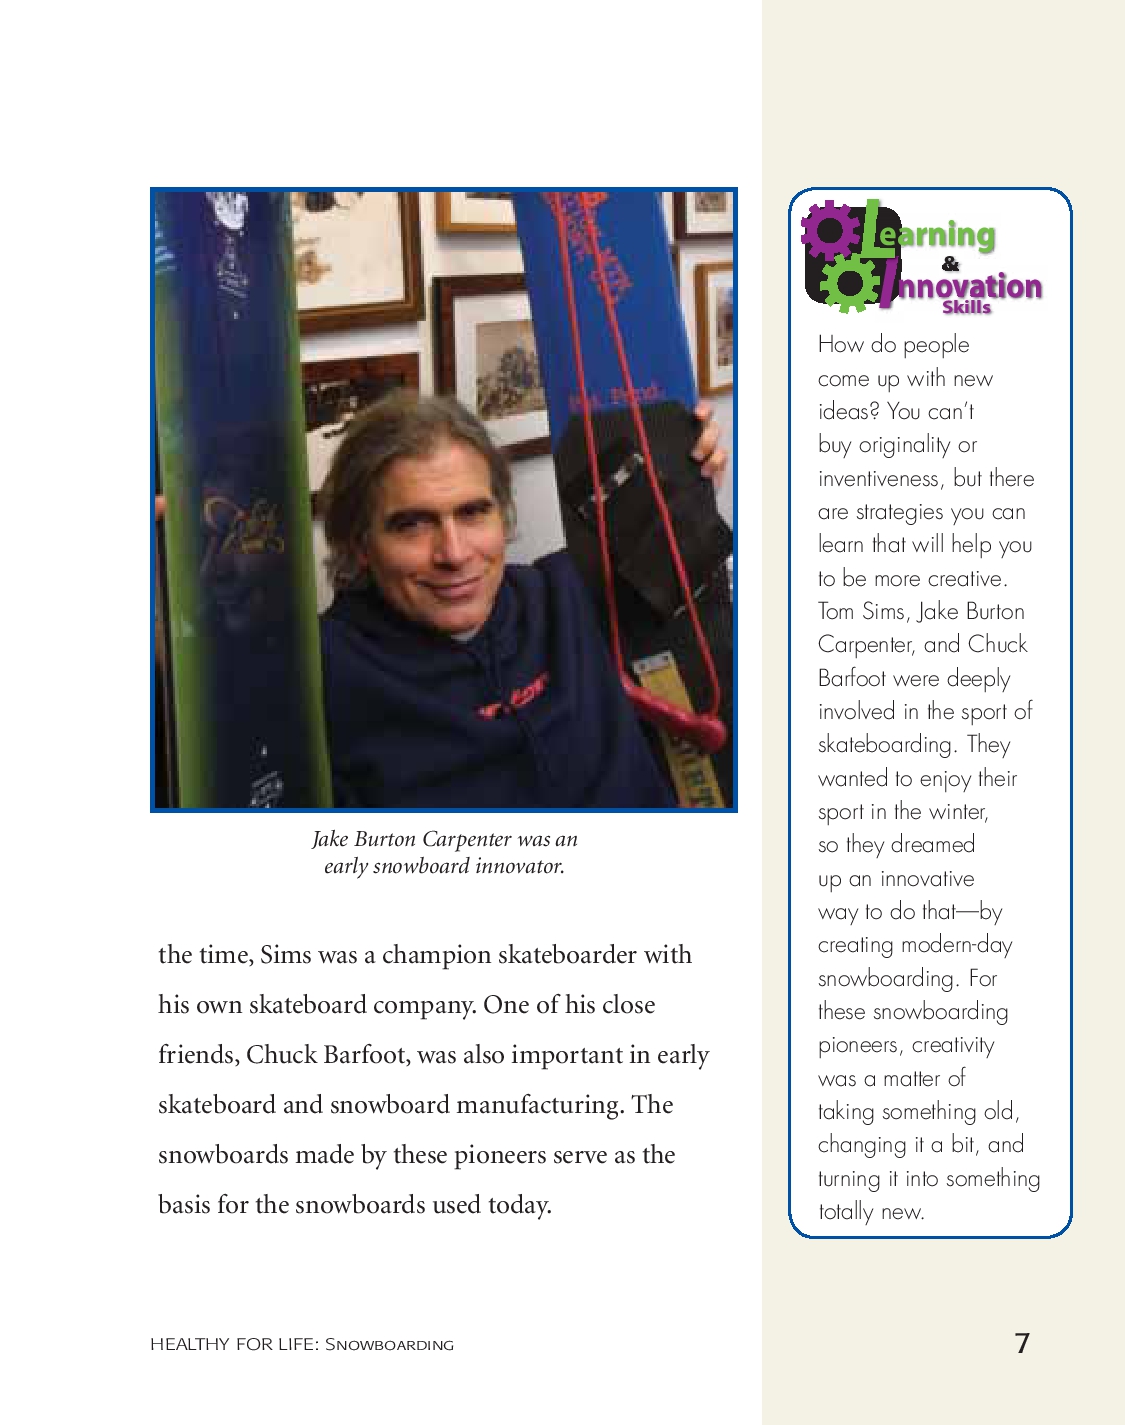 Learning
&
Innovation
Skills
How do people
come up with new
ideas? You can’t
buy originality or
inventiveness, but there
are strategies you can
learn that will help you
to be more creative.
Tom Sims, Jake Burton
Carpenter, and Chuck
Barfoot were deeply
involved in the sport of
skateboarding. They
wanted to enjoy their
sport in the winter,
so they dreamed
up an innovative
way to do that—by
creating modern-day
snowboarding. For
these snowboarding
pioneers, creativity
was a matter of
taking something old,
changing it a bit, and
turning it into something
totally new.
Jake Burton Carpenter was an
early snowboard innovator.
the time, Sims was a champion skateboarder with
his own skateboard company. One of his close
friends, Chuck Barfoot, was also important in early
skateboard and snowboard manufacturing. The
snowboards made by these pioneers serve as the
basis for the snowboards used today.
HEALTHY FOR LIFE: Snowboarding
7